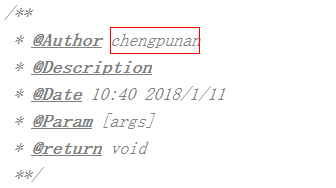 /**
* @Author chengpunan
* @Description
* @Date 10:40 2018/1/11
* @Param [args]
* @return void
**/